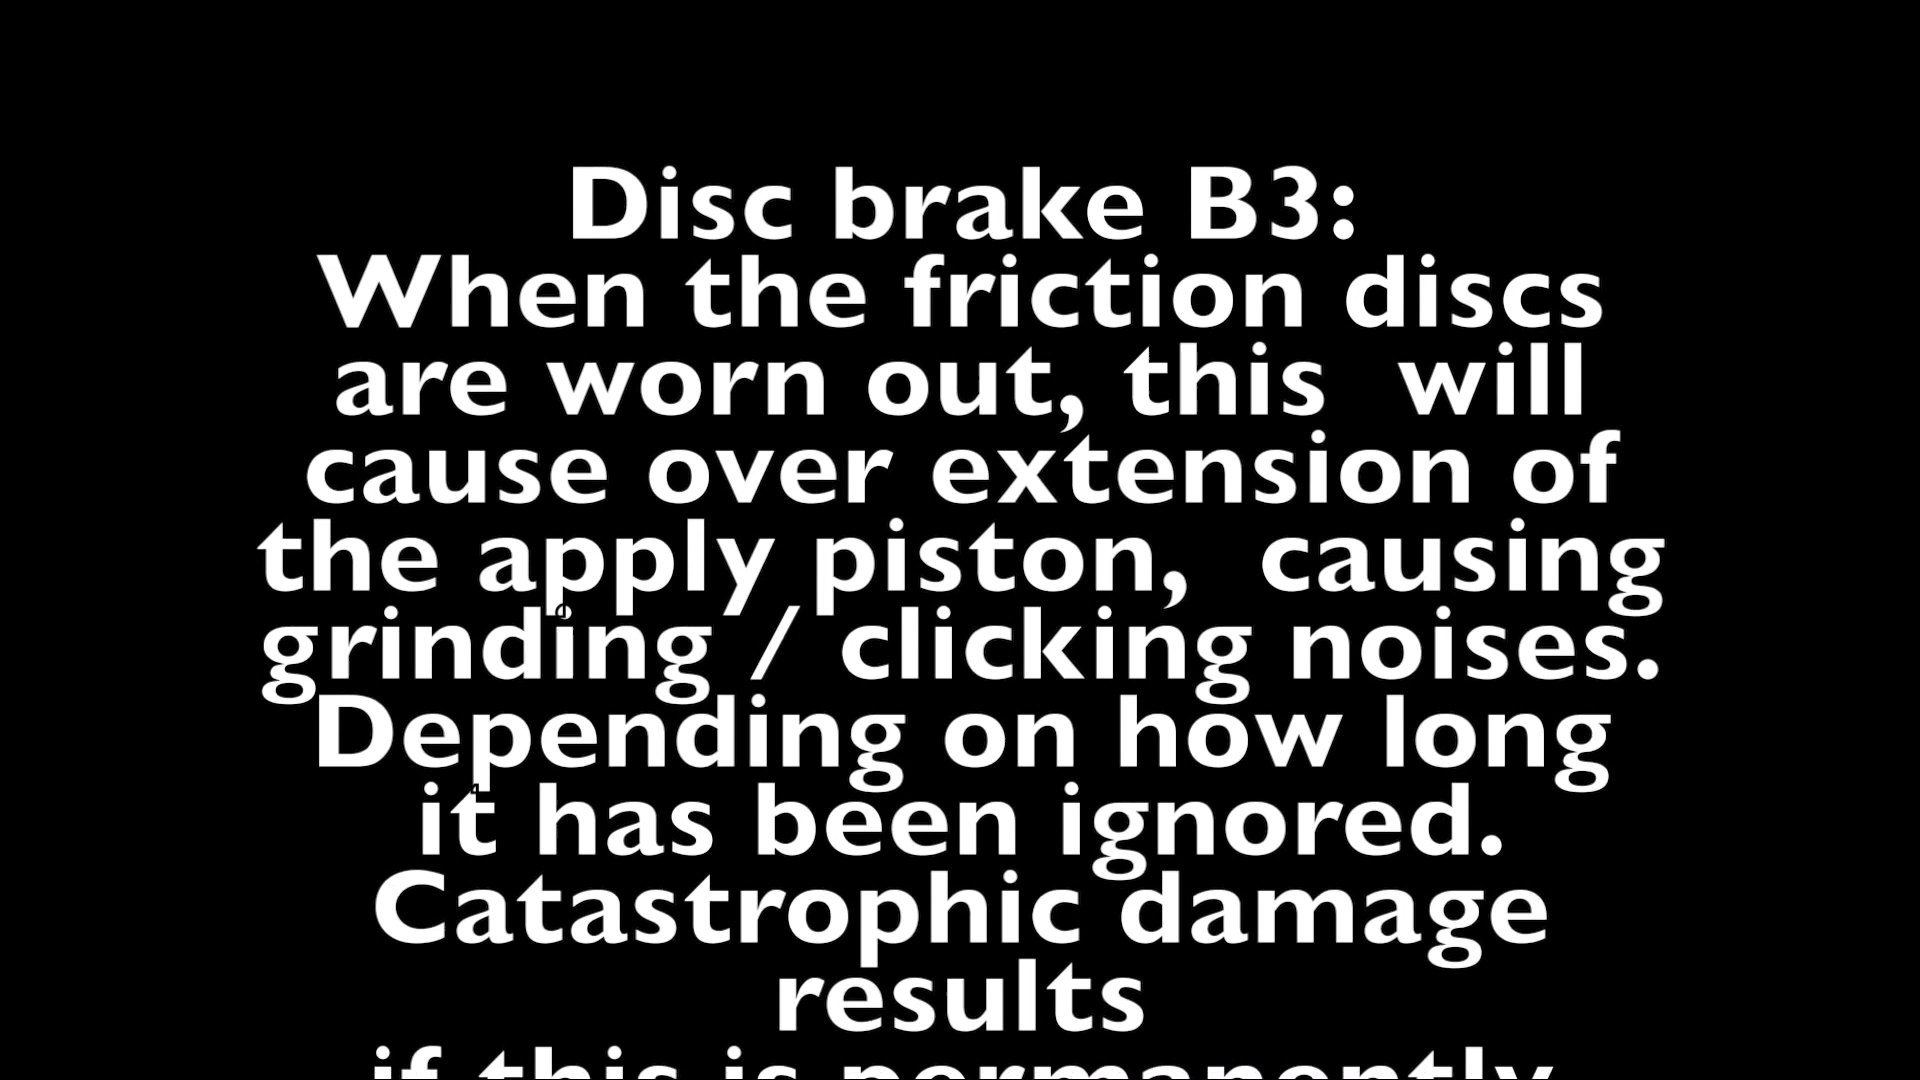 Disc brake B3:
When the friction discs
are worn out, this  will
cause over extension of
the apply piston,  causing
grinding / clicking noises.
Depending on how long
it has been ignored.
Catastrophic damage
results
if this is permanently